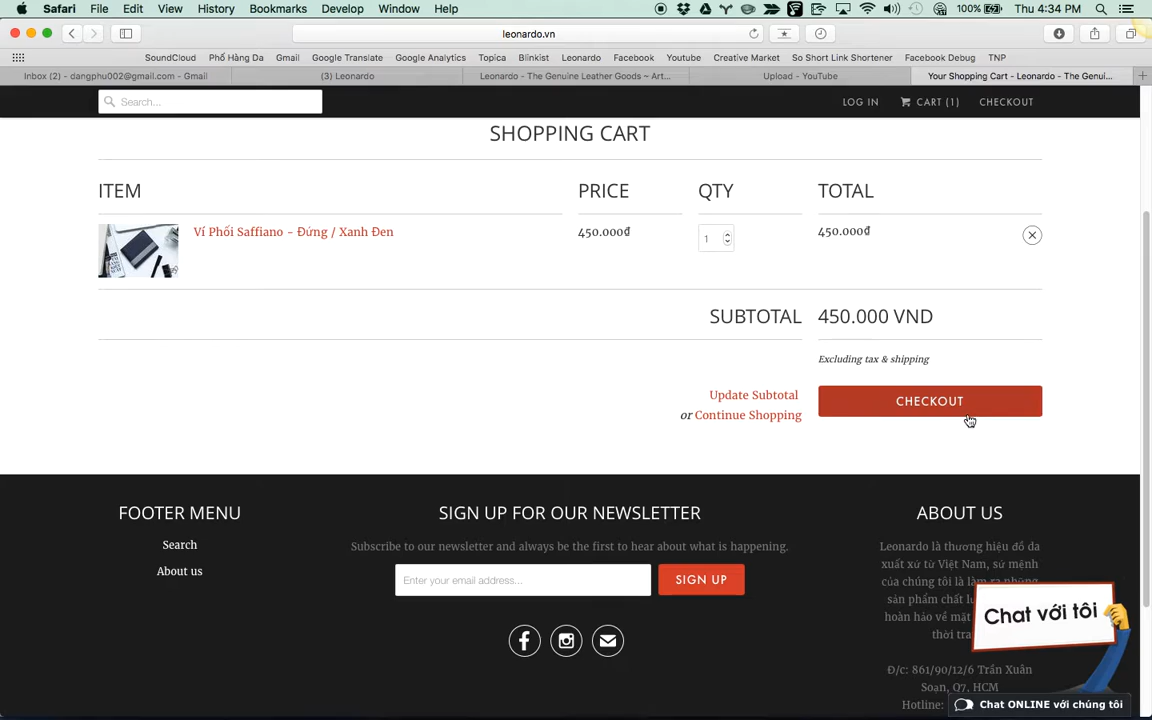 Safari File Edit View History Bookmarks Develop Window Help 100% Thu 4:34 PM
leonardo.vn
SoundCloud Phố Hàng Da Gmail Google Translate Google Analytics Topica Blinkist Leonardo Facebook Youtube Creative Market So Short Link Shortener Facebook Debug TNP
Inbox (2) - dangphu002@gmail.com - Gmail (3) Leonardo Leonardo - The Genuine Leather Goods ~ Art... Upload - YouTube Your Shopping Cart - Leonardo - The Genui...
Search... LOG IN CART (1) CHECKOUT
SHOPPING CART
ITEM PRICE QTY TOTAL
Ví Phối Saffiano - Đứng / Xanh Đen 450.000₫ 1 450.000₫
SUBTOTAL 450.000 VND
Excluding tax & shipping
Update Subtotal
or Continue Shopping
CHECKOUT
FOOTER MENU
Search
About us
SIGN UP FOR OUR NEWSLETTER
Subscribe to our newsletter and always be the first to hear about what is happening.
Enter your email address... SIGN UP
ABOUT US
Leonardo là thương hiệu đồ da
xuất xứ từ Việt Nam, sứ mệnh
của chúng tôi là làm ra những
sản phẩm chất
hoàn hảo về mặt
thời
Đ/c: 861/90/12/6 Trần Xuân
Soạn, Q7, HCM
Hotline:
Chat với tôi
Chat ONLINE với chúng tôi